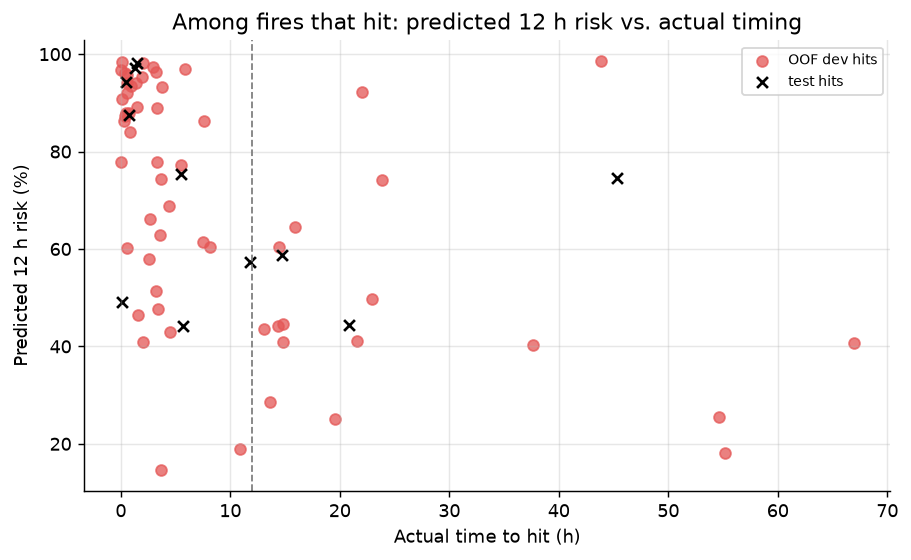 Among fires that hit: predicted 12 h risk vs. actual timing
OOF dev hits
test hits
Predicted 12 h risk (%)
100
80
60
40
20
0 10 20 30 40 50 60 70
Actual time to hit (h)